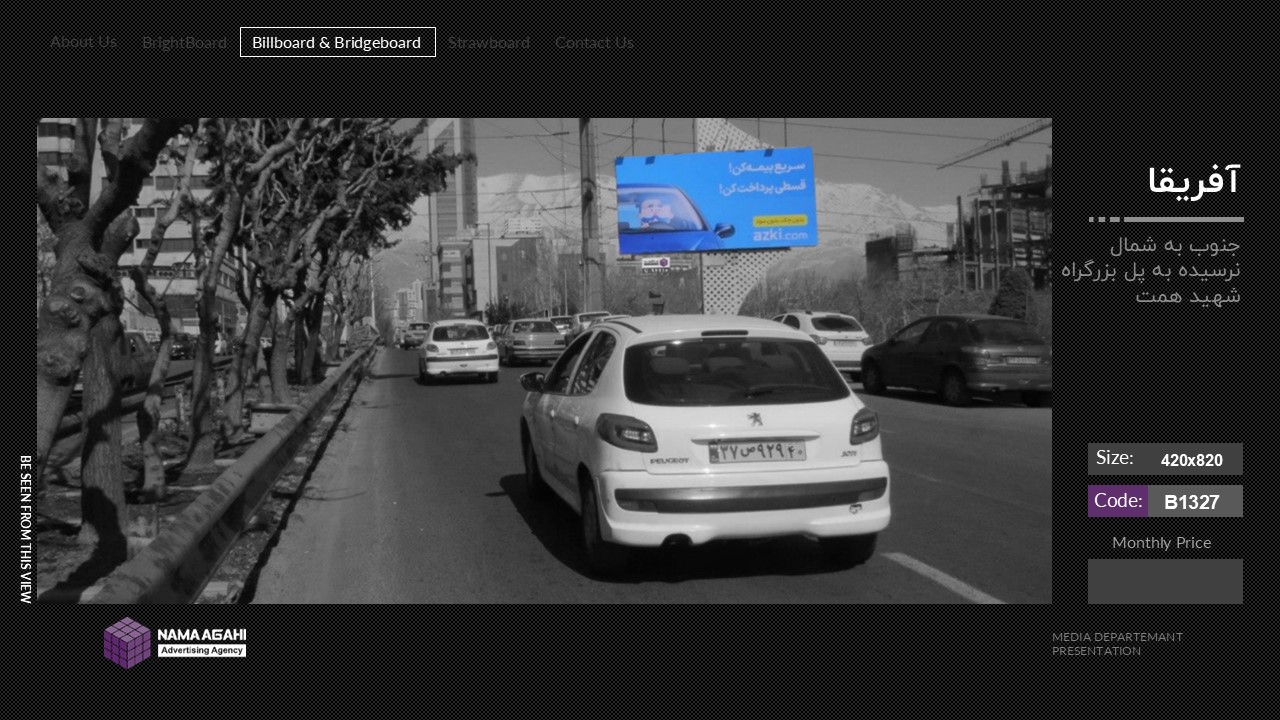 About Us
BrightBoard
Billboard & Bridgeboard
Strawboard
Contact Us
آفریقا
جنوب به شمال
نرسیده به پل بزرگراه
شهید همت
سریع بیمه‌کن!
قسطی پرداخت کن!
azki.com
PEUGEOT
۳۷ص۹۲۹ ۴۰
Size:
420x820
Code:
B1327
Monthly Price
BE SEEN FROM THIS VIEW
NAMA AGAHI
Advertising Agency
MEDIA DEPARTEMANT
PRESENTATION